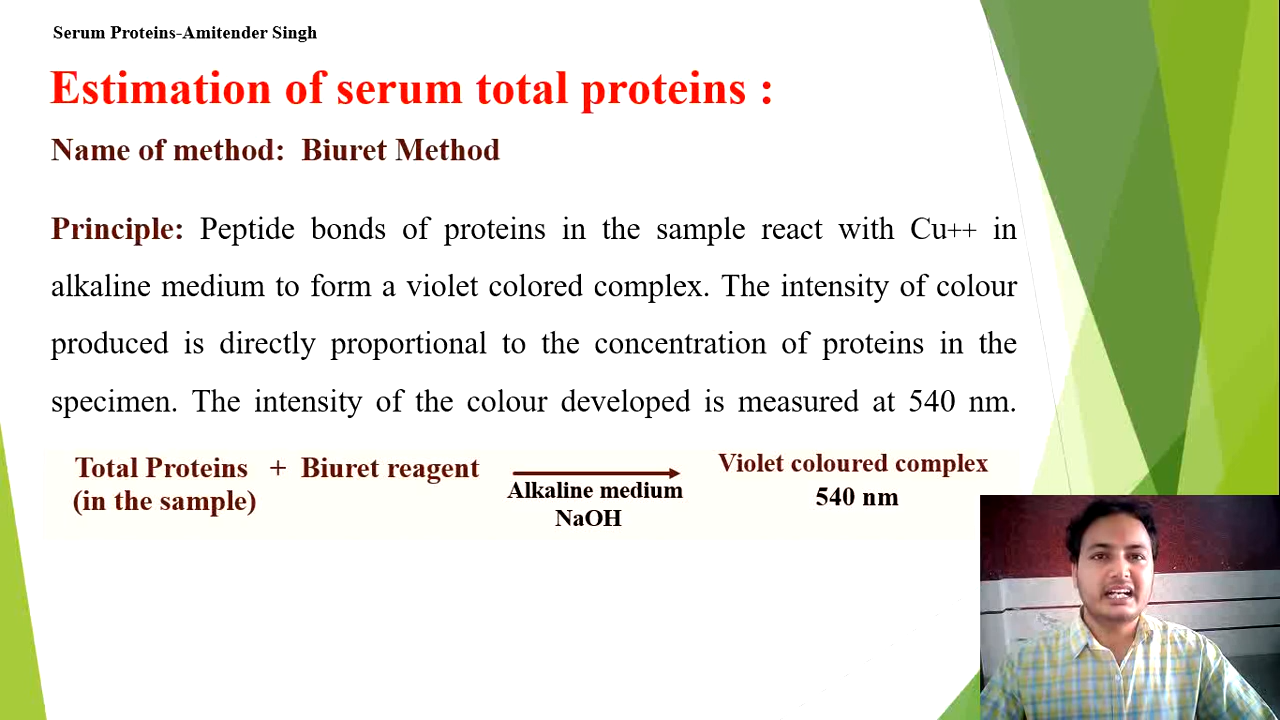 Serum Proteins-Amitender Singh
Estimation of serum total proteins :
Name of method: Biuret Method
Principle: Peptide bonds of proteins in the sample react with Cu++ in
alkaline medium to form a violet colored complex. The intensity of colour
produced is directly proportional to the concentration of proteins in the
specimen. The intensity of the colour developed is measured at 540 nm.
Total Proteins + Biuret reagent
(in the sample)
Alkaline medium
NaOH
Violet coloured complex
540 nm